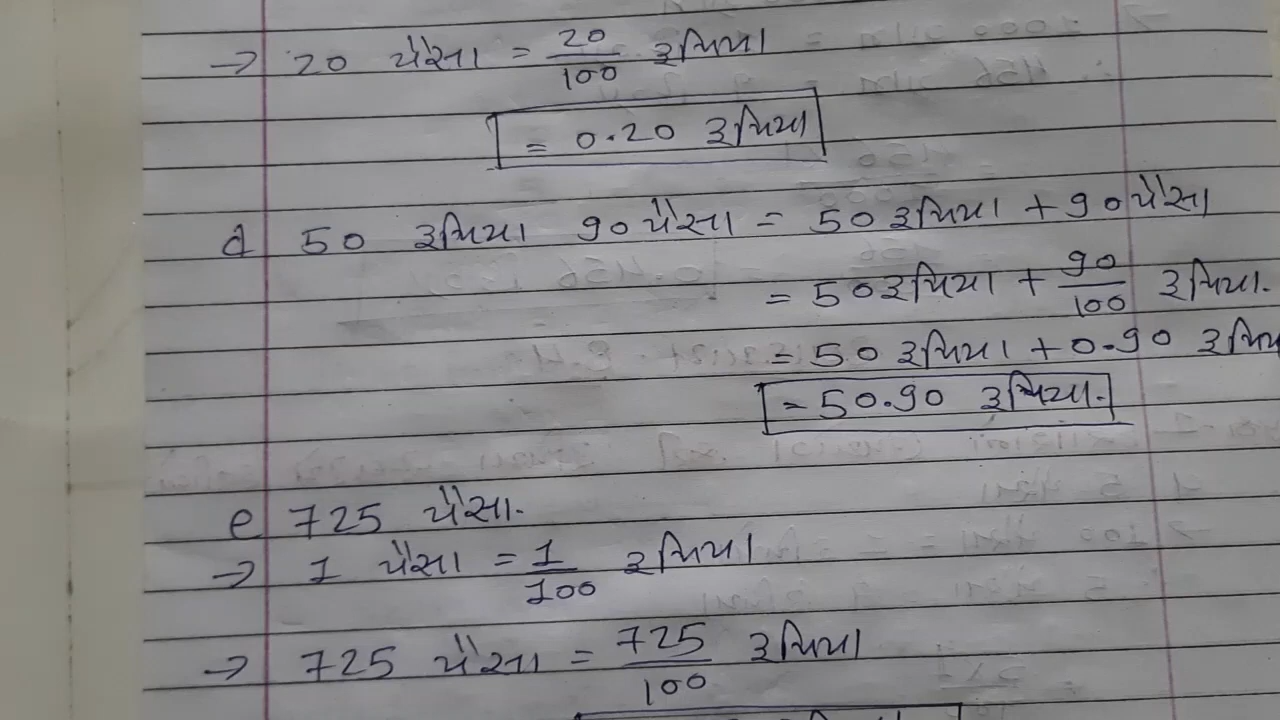 → 20 પૈસા = 20/100 રૂપિયા
= 0.20 રૂપિયા
d 50 રૂપિયા 90 પૈસા = 50 રૂપિયા + 90 પૈસા
= 50 રૂપિયા + 90/100 રૂપિયા.
= 50 રૂપિયા + 0.90 રૂપિ
= 50.90 રૂપિયા.
e 725 પૈસા.
→ 1 પૈસા = 1/100 રૂપિયા
→ 725 પૈસા = 725/100 રૂપિયા